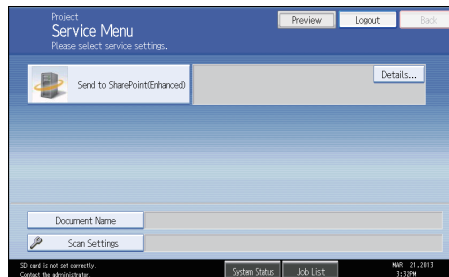 Project
Service Menu
Please select service settings.
Preview
Logout
Back
Send to SharePoint(Enhanced)
Details...
Document Name
Scan Settings
SD card is not set correctly.
Contact the administrator.
System Status
Job List
MAR 21,2013
3:32PM